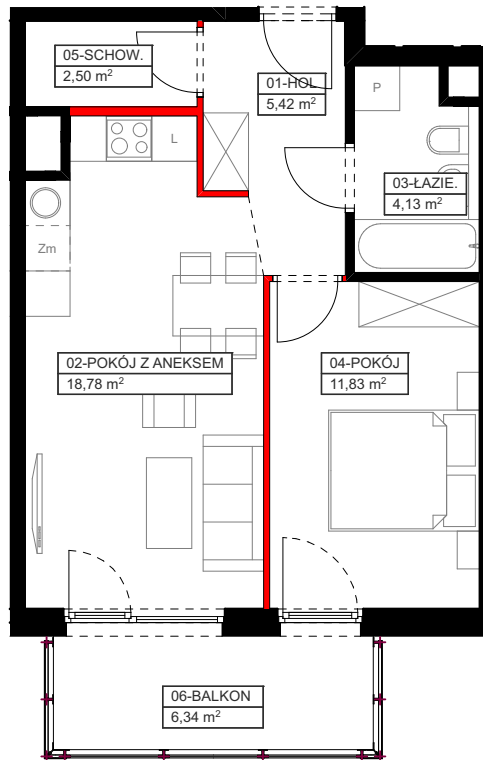 05-SCHOW.
2,50 m²
01-HOL
5,42 m²
P
L
03-ŁAZIE.
4,13 m²
Zm
02-POKÓJ Z ANEKSEM
18,78 m²
04-POKÓJ
11,83 m²
06-BALKON
6,34 m²